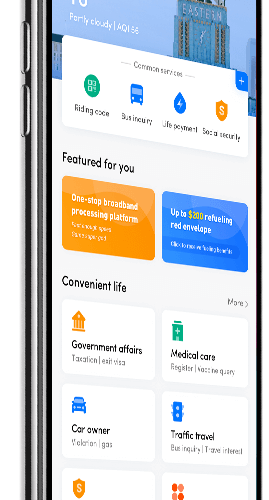 Partly cloudy | AQI 56
EASTERN
Common services
Riding code
Bus inquiry
Life payment
Social security
Featured for you
One-stop broadband
processing platform
Up to $200 refueling
red envelope
Click to receive fueling benefits
Convenient life
More >
Government affairs
Taxation | exit visa
Medical care
Register | Vaccine query
Car owner
Violation | gas
Traffic travel
Bus inquiry | Travel interest